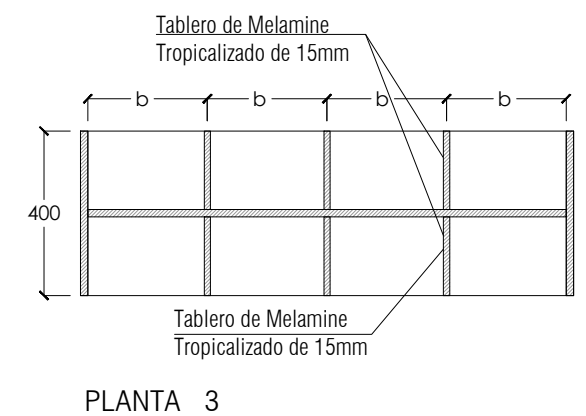 Tablero de Melamine
Tropicalizado de 15mm
b b b b
400
Tablero de Melamine
Tropicalizado de 15mm
PLANTA 3